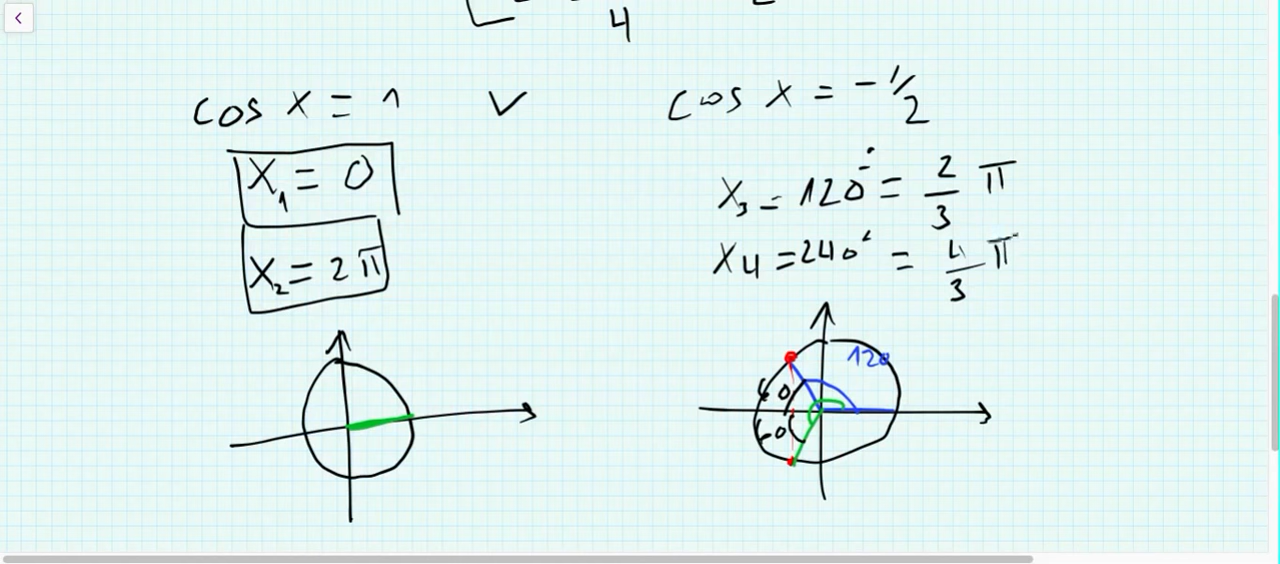 4
cos x = 1 ∨ cos x = -1/2
x₁ = 0
x₂ = 2π
x₃ = 120° = 2/3 π
x₄ = 240° = 4/3 π
120
60
60